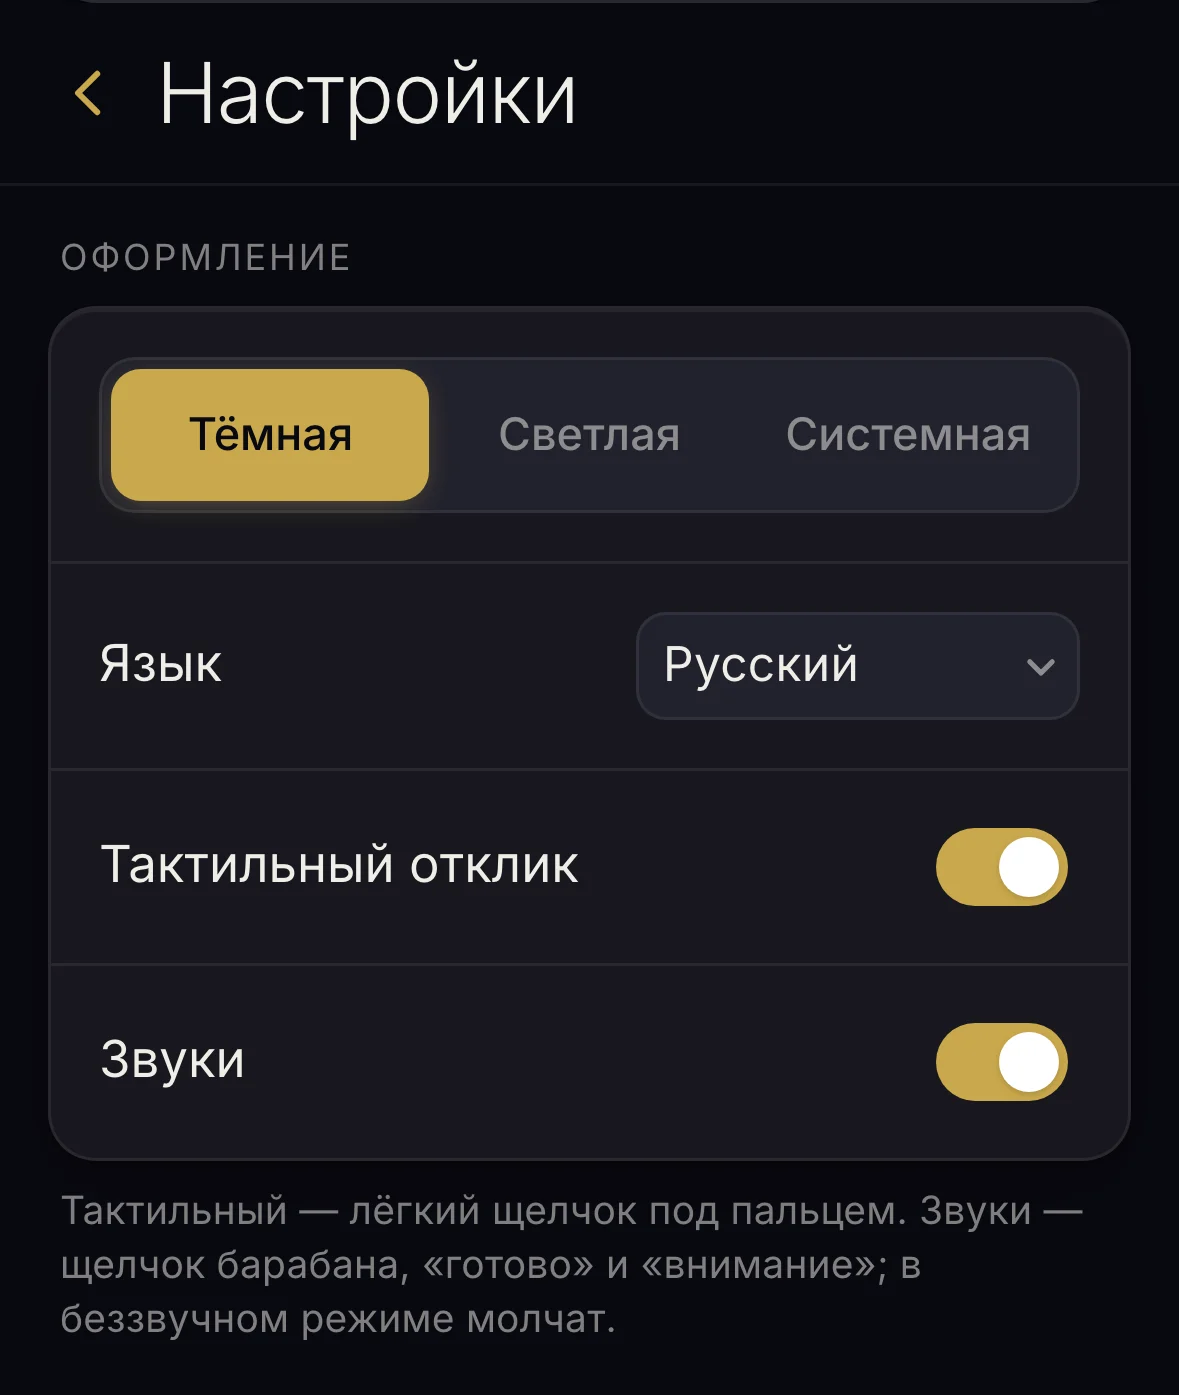 Настройки
ОФОРМЛЕНИЕ
Тёмная Светлая Системная
Язык Русский
Тактильный отклик
Звуки
Тактильный — лёгкий щелчок под пальцем. Звуки —
щелчок барабана, «готово» и «внимание»; в
беззвучном режиме молчат.